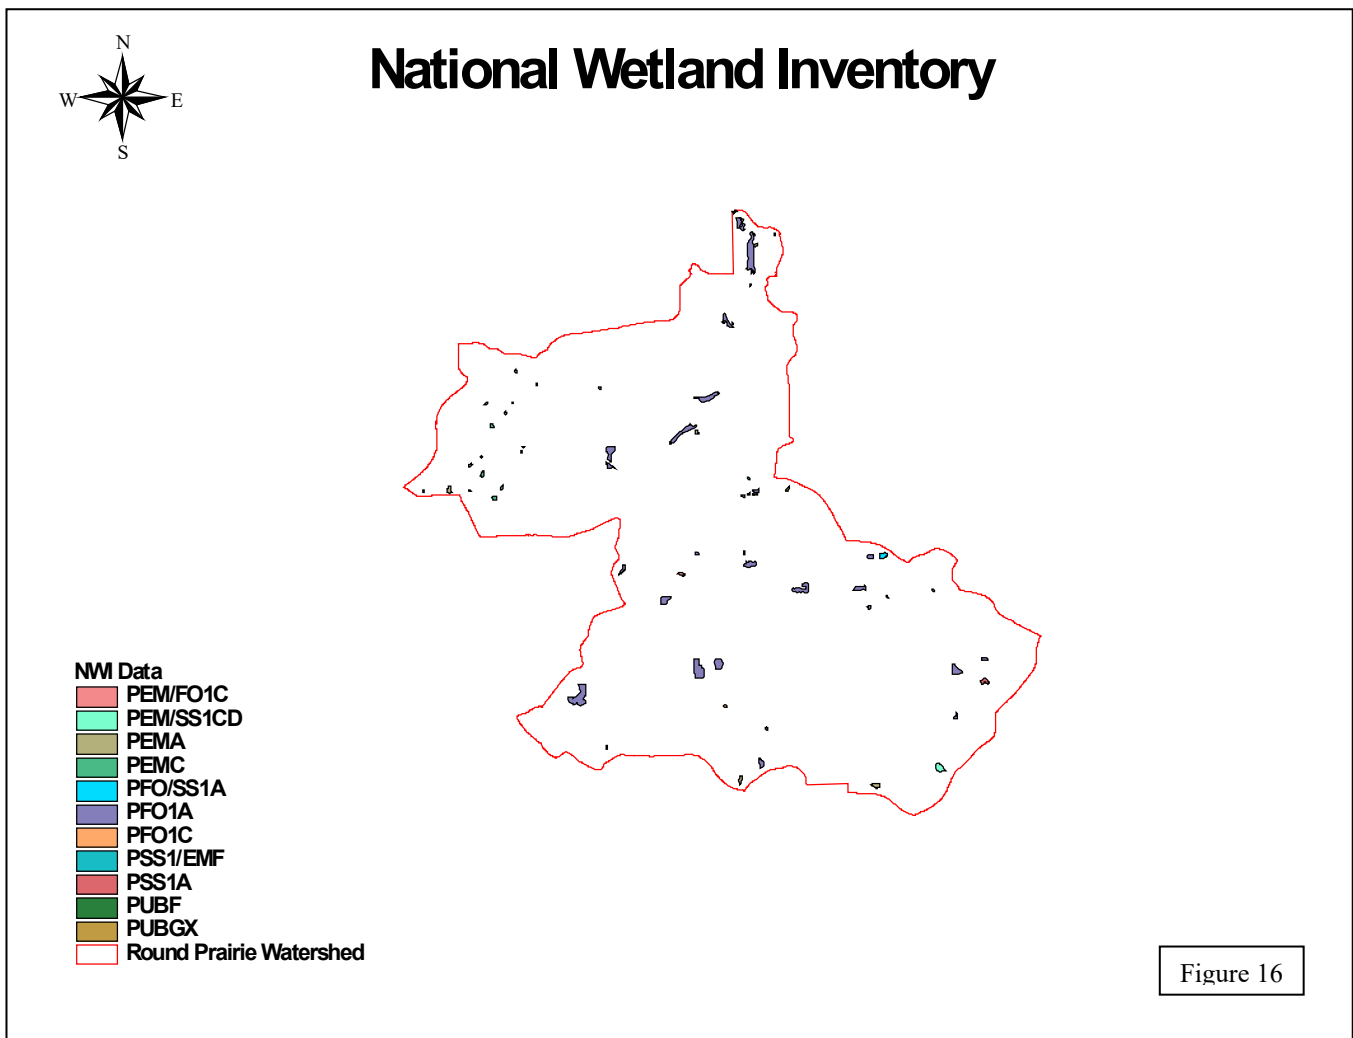 National Wetland Inventory
N
W E
S
NWI Data
PEM/FO1C
PEM/SS1CD
PEMA
PEMC
PFO/SS1A
PFO1A
PFO1C
PSS1/EMF
PSS1A
PUBF
PUBGX
Round Prairie Watershed
Figure 16